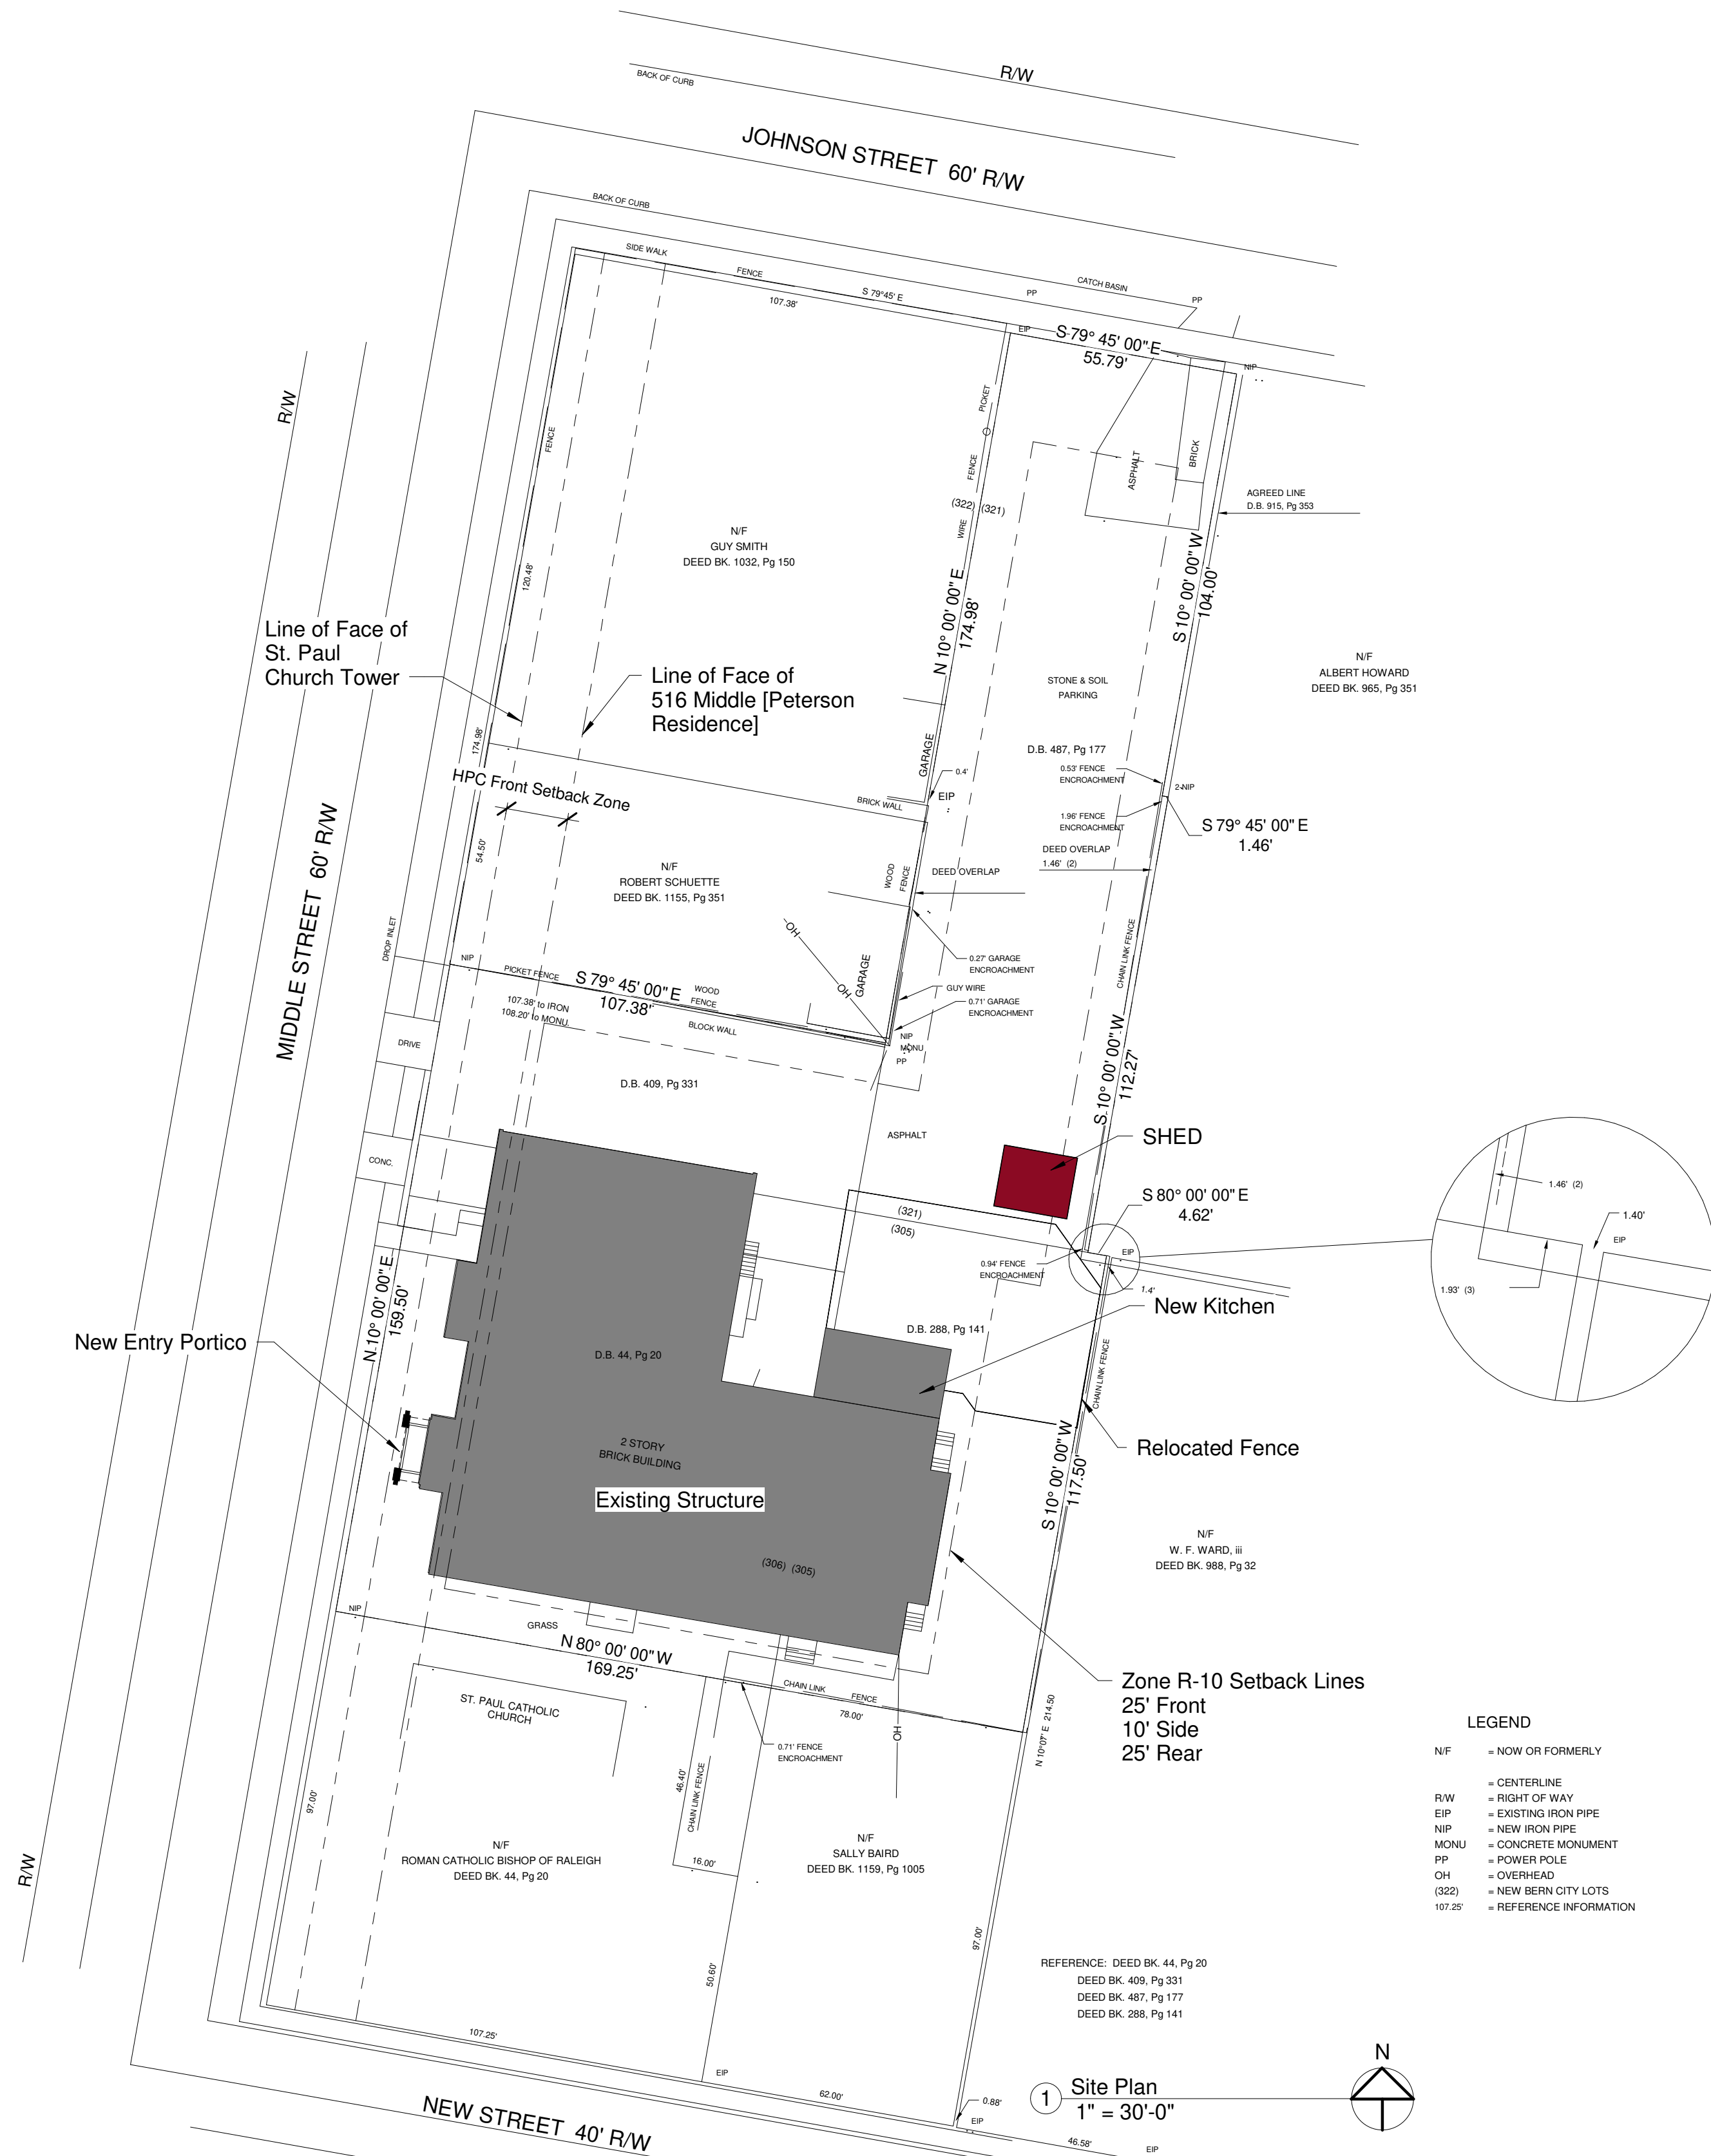 R/W
BACK OF CURB
JOHNSON STREET 60' R/W
BACK OF CURB
SIDE WALK
FENCE
S 79°45' E
107.38'
PP
CATCH BASIN
PP
EIP
S 79° 45' 00" E
55.79'
NIP
R/W
FENCE
PICKET
FENCE
WIRE
(322)
(321)
ASPHALT
BRICK
AGREED LINE
D.B. 915, Pg 353
N/F
GUY SMITH
DEED BK. 1032, Pg 150
120.48'
N 10° 00' 00" E
174.98'
S 10° 00' 00" W
104.00'
Line of Face of
St. Paul
Church Tower
Line of Face of
516 Middle [Peterson
Residence]
STONE & SOIL
PARKING
N/F
ALBERT HOWARD
DEED BK. 965, Pg 351
174.98'
GARAGE
D.B. 487, Pg 177
0.53' FENCE
ENCROACHMENT
0.4'
EIP
2-NIP
HPC Front Setback Zone
BRICK WALL
1.96' FENCE
ENCROACHMENT
S 79° 45' 00" E
1.46'
54.50'
MIDDLE STREET 60' R/W
N/F
ROBERT SCHUETTE
DEED BK. 1155, Pg 351
WOOD
FENCE
DEED OVERLAP
DEED OVERLAP
1.46' (2)
DROP INLET
OH
CHAIN LINK FENCE
NIP
PICKET FENCE
S 79° 45' 00" E
107.38'
WOOD
FENCE
GARAGE
OH
0.27' GARAGE
ENCROACHMENT
GUY WIRE
0.71' GARAGE
ENCROACHMENT
107.38' to IRON
108.20' to MONU.
BLOCK WALL
NIP
MONU
PP
DRIVE
D.B. 409, Pg 331
S 10° 00' 00" W
112.27'
ASPHALT
SHED
CONC.
1.46' (2)
S 80° 00' 00" E
4.62'
(321)
(305)
1.40'
EIP
EIP
0.94' FENCE
ENCROACHMENT
1.4'
1.93' (3)
N 10° 00' 00" E
159.50'
New Kitchen
New Entry Portico
D.B. 288, Pg 141
D.B. 44, Pg 20
CHAIN LINK FENCE
2 STORY
BRICK BUILDING
Relocated Fence
Existing Structure
S 10° 00' 00" W
117.50'
N/F
W. F. WARD, iii
DEED BK. 988, Pg 32
(306) (305)
NIP
GRASS
N 80° 00' 00" W
169.25'
CHAIN LINK
FENCE
78.00'
Zone R-10 Setback Lines
25' Front
10' Side
25' Rear
ST. PAUL CATHOLIC
CHURCH
0.71' FENCE
ENCROACHMENT
OH
N 10°07' E 214.50
46.40'
CHAIN LINK FENCE
97.00'
16.00'
N/F
ROMAN CATHOLIC BISHOP OF RALEIGH
DEED BK. 44, Pg 20
N/F
SALLY BAIRD
DEED BK. 1159, Pg 1005
R/W
LEGEND
N/F = NOW OR FORMERLY
= CENTERLINE
R/W = RIGHT OF WAY
EIP = EXISTING IRON PIPE
NIP = NEW IRON PIPE
MONU = CONCRETE MONUMENT
PP = POWER POLE
OH = OVERHEAD
(322) = NEW BERN CITY LOTS
107.25' = REFERENCE INFORMATION
97.00'
50.60'
REFERENCE: DEED BK. 44, Pg 20
DEED BK. 409, Pg 331
DEED BK. 487, Pg 177
DEED BK. 288, Pg 141
107.25'
EIP
62.00'
0.88'
EIP
46.58'
EIP
NEW STREET 40' R/W
1
Site Plan
1" = 30'-0"
N